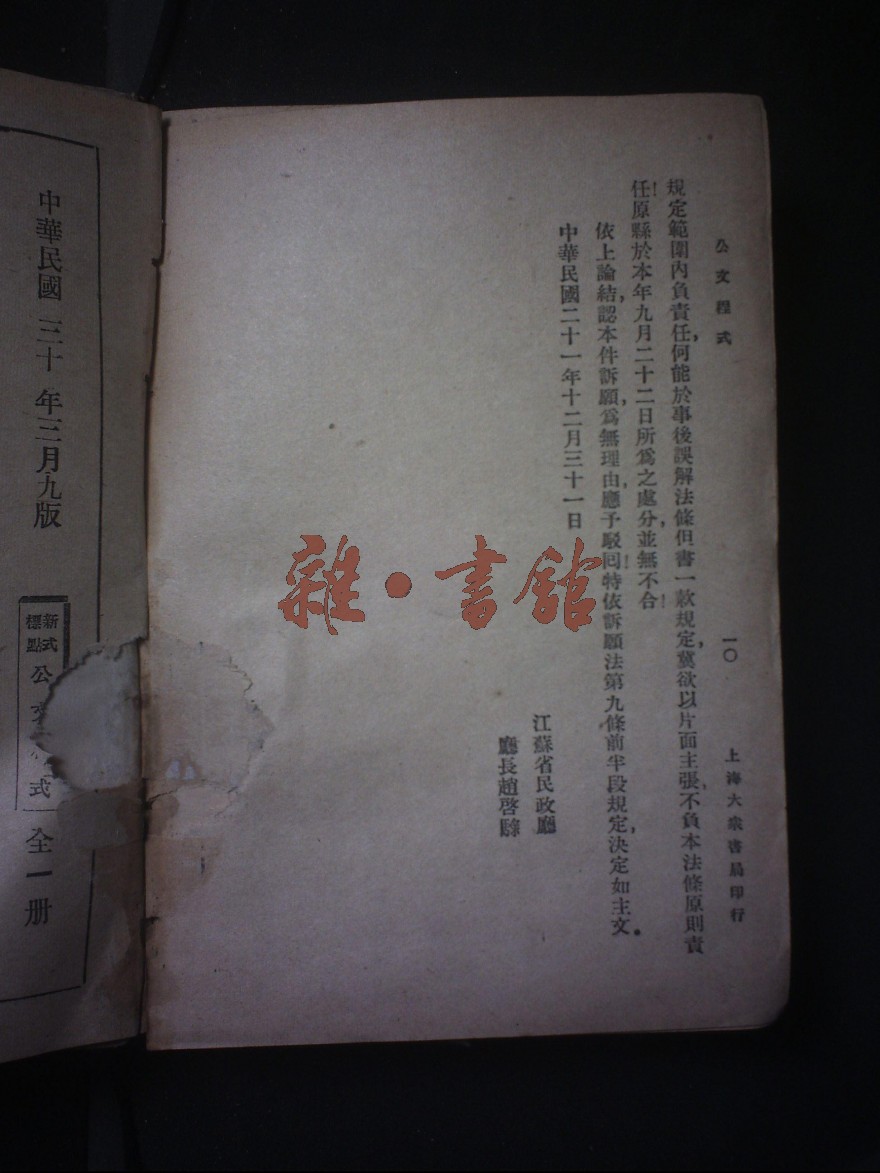 公文程式
一〇
上海大衆書局印行
規定範圍內負責任，何能於事後誤解法條但書一款規定，冀欲以片面主張，不負本法條原則責
任！原縣於本年九月二十二日所爲之處分，並無不合！
依上論結，認本件訴願，爲無理由，應予駁回！特依訴願法第九條前半段規定，決定如主文。
中華民國二十一年十二月三十一日
江蘇省民政廳
廳長趙啓騄
中華民國三十年三月九版
新式
標點
公文 式
全一册
雜·書館